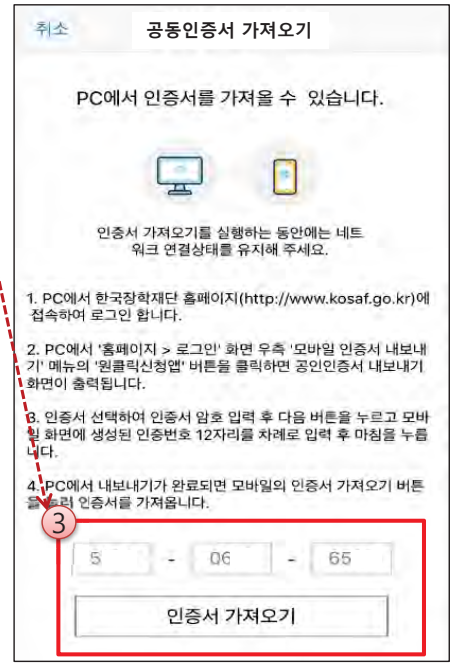 취소
공동인증서 가져오기
PC에서 인증서를 가져올 수 있습니다.
인증서 가져오기를 실행하는 동안에는 네트
워크 연결상태를 유지해 주세요.
1. PC에서 한국장학재단 홈페이지(http://www.kosaf.go.kr)에
접속하여 로그인 합니다.
2. PC에서 '홈페이지 > 로그인' 화면 우측 '모바일 인증서 내보내
기' 메뉴의 '원클릭신청앱' 버튼을 클릭하면 공인인증서 내보내기
화면이 출력됩니다.
3. 인증서 선택하여 인증서 암호 입력 후 다음 버튼을 누르고 모바
일 화면에 생성된 인증번호 12자리를 차례로 입력 후 마침을 누릅
니다.
4. PC에서 내보내기가 완료되면 모바일의 인증서 가져오기 버튼
을 눌러 인증서를 가져옵니다.
3
5 - 06 - 65
인증서 가져오기